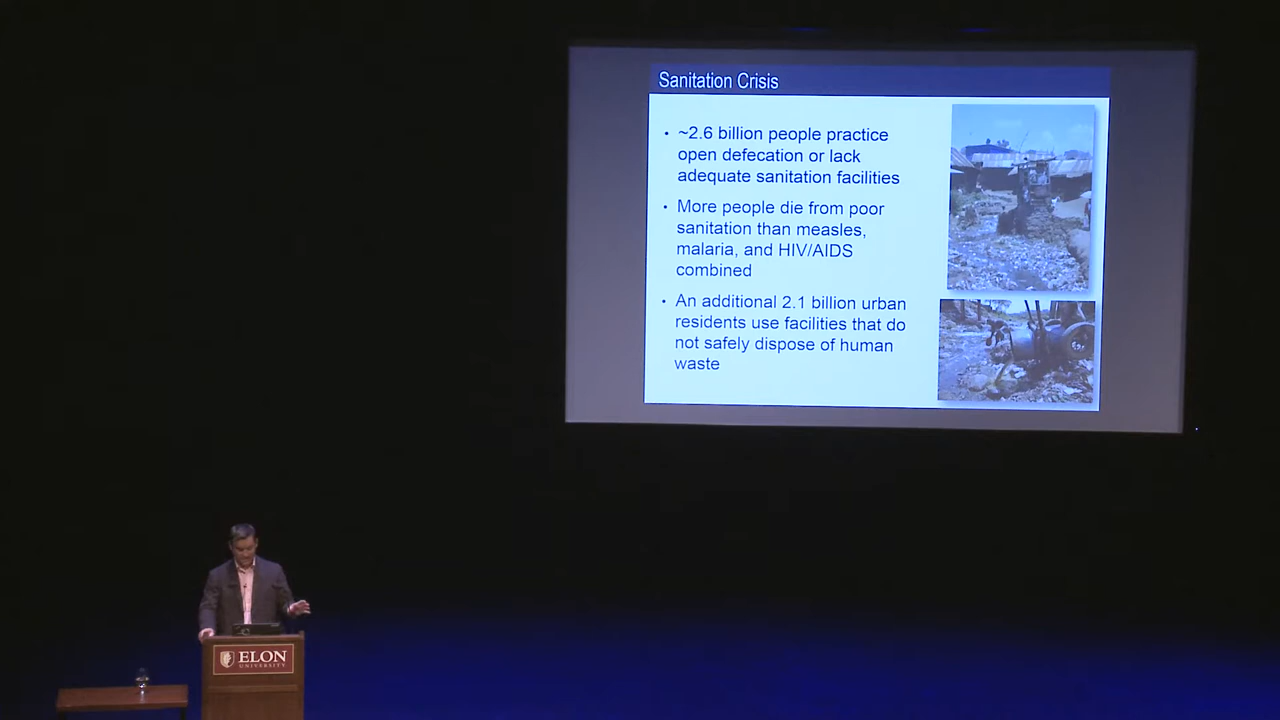 Sanitation Crisis
• ~2.6 billion people practice
open defecation or lack
adequate sanitation facilities
• More people die from poor
sanitation than measles,
malaria, and HIV/AIDS
combined
• An additional 2.1 billion urban
residents use facilities that do
not safely dispose of human
waste
ELON
UNIVERSITY